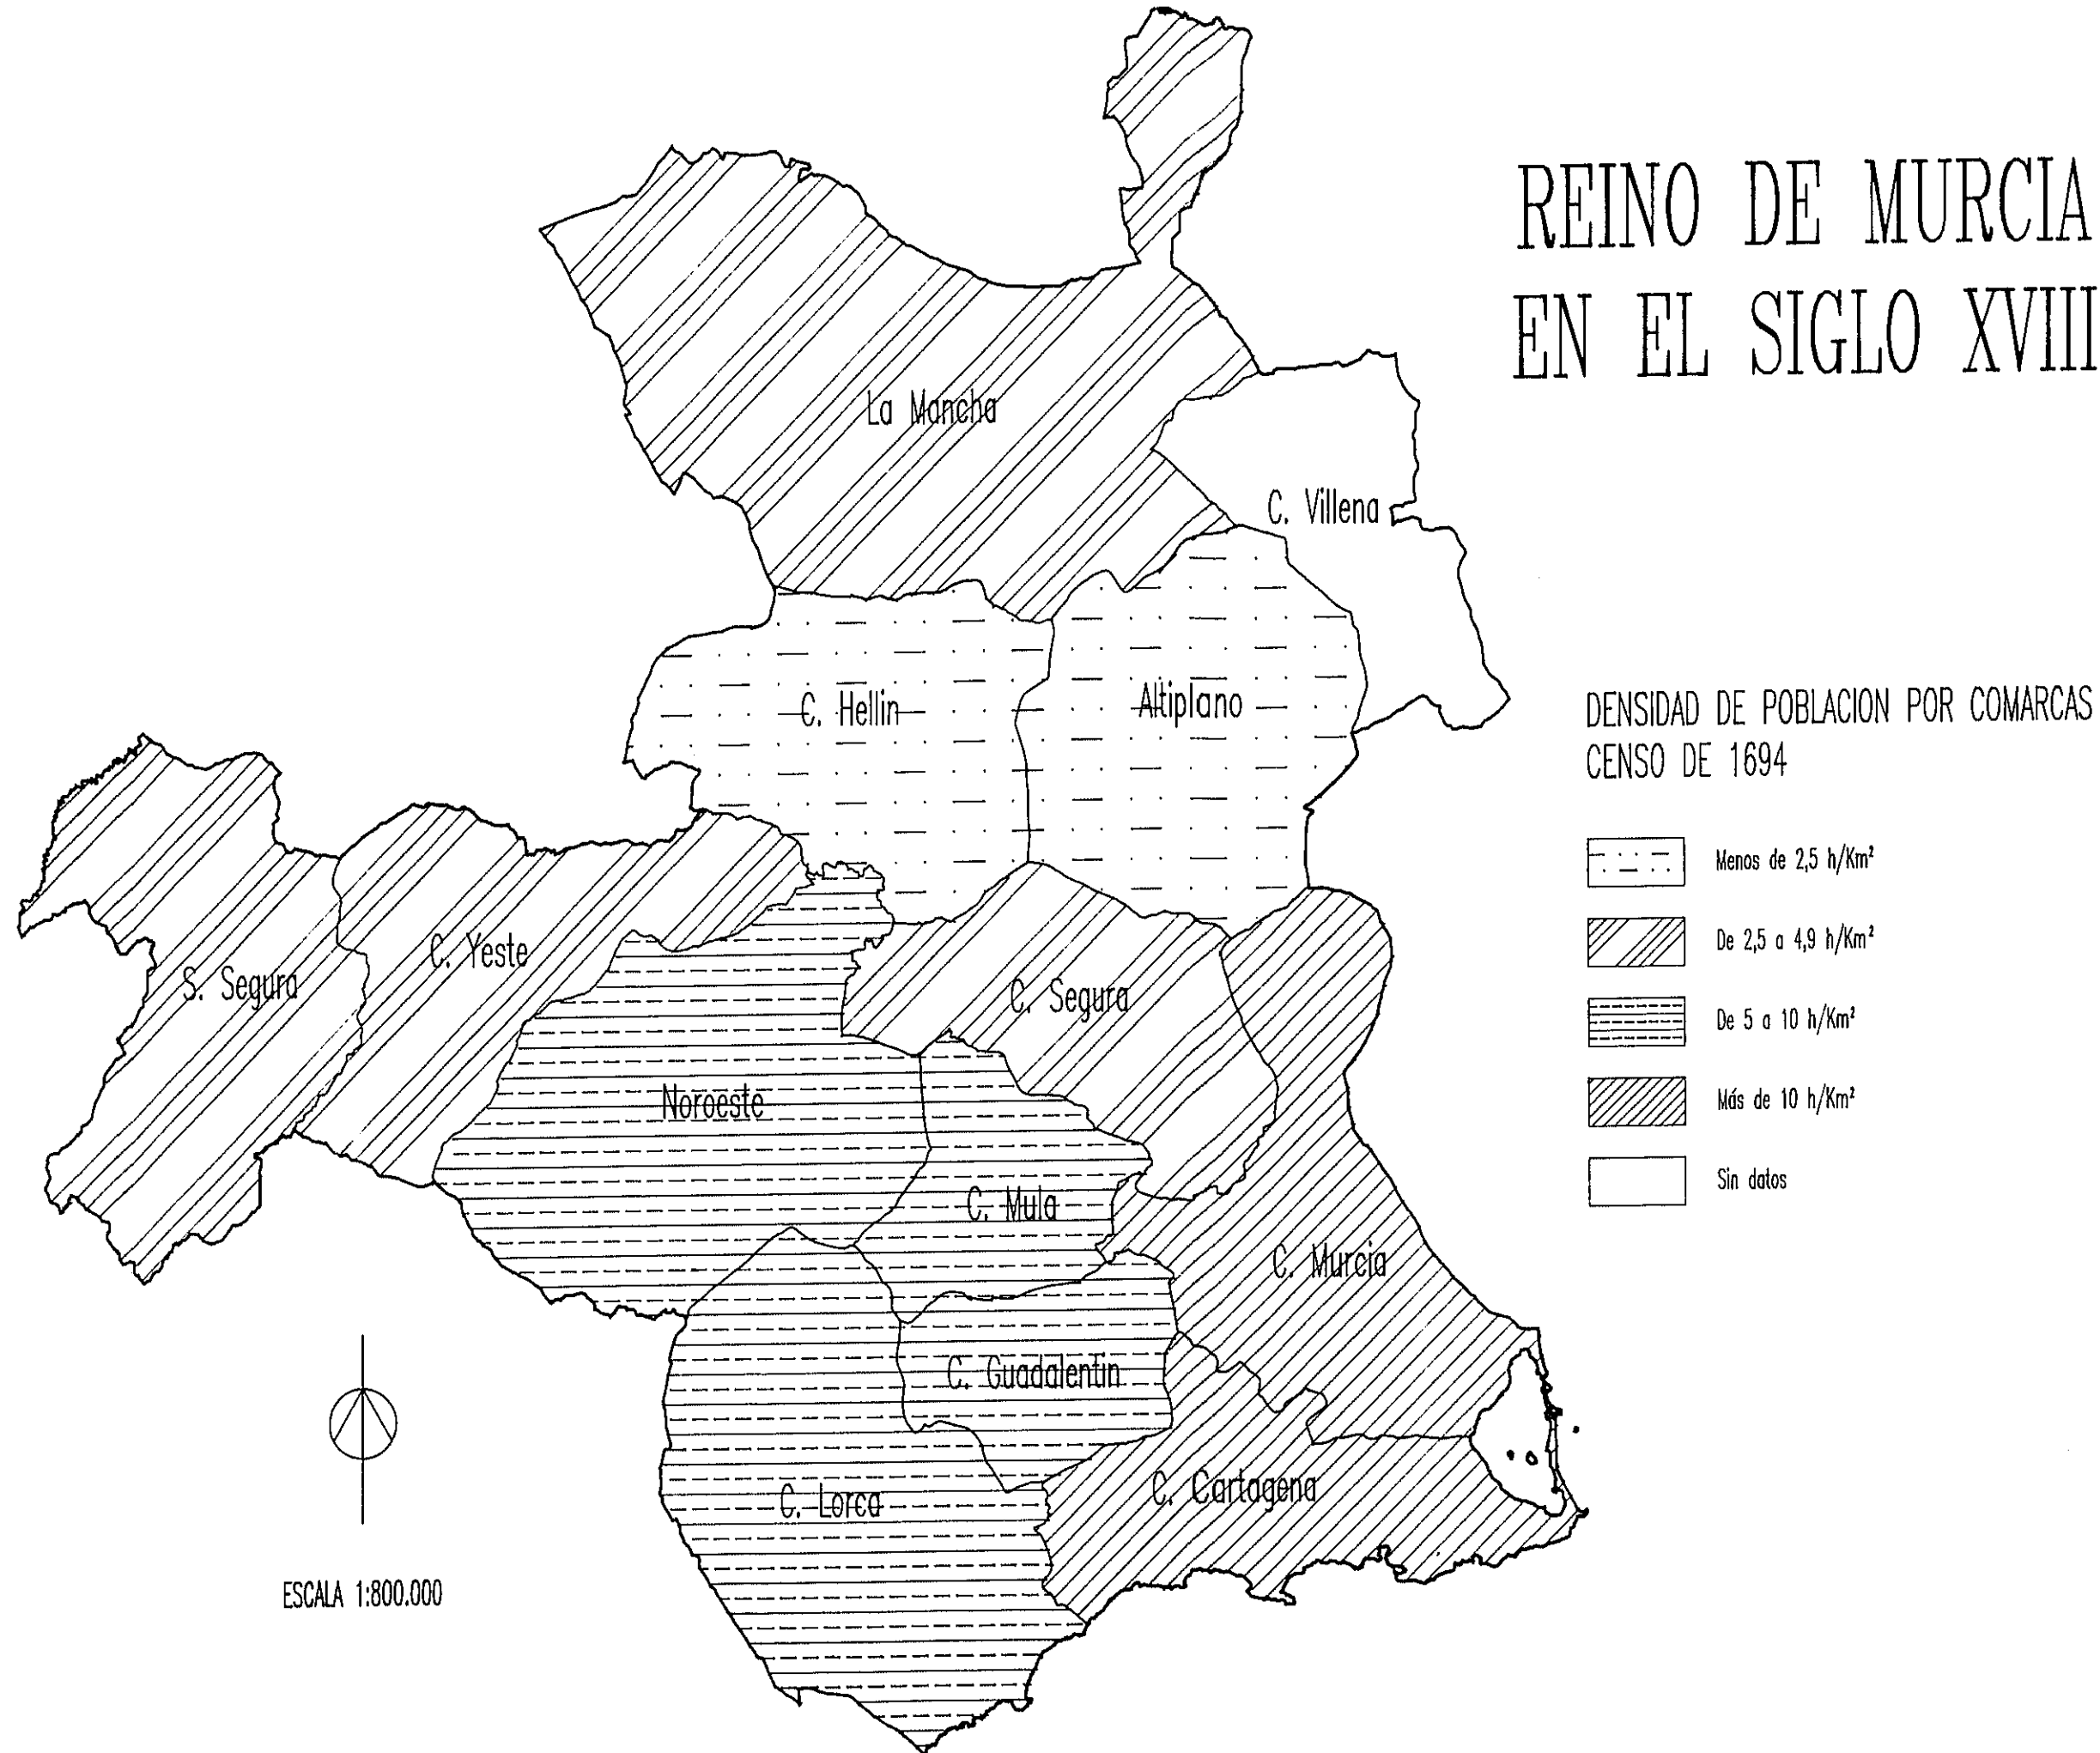 REINO DE MURCIA
EN EL SIGLO XVIII
La Mancha
C. Villena
C. Hellin
Altiplano
DENSIDAD DE POBLACION POR COMARCAS
CENSO DE 1694
Menos de 2,5 h/Km²
De 2,5 a 4,9 h/Km²
De 5 a 10 h/Km²
Más de 10 h/Km²
Sin datos
C. Yeste
S. Segura
C. Segura
Noroeste
C. Mula
C. Murcia
C. Guadalentin
C. Lorca
C. Cartagena
ESCALA 1:800.000